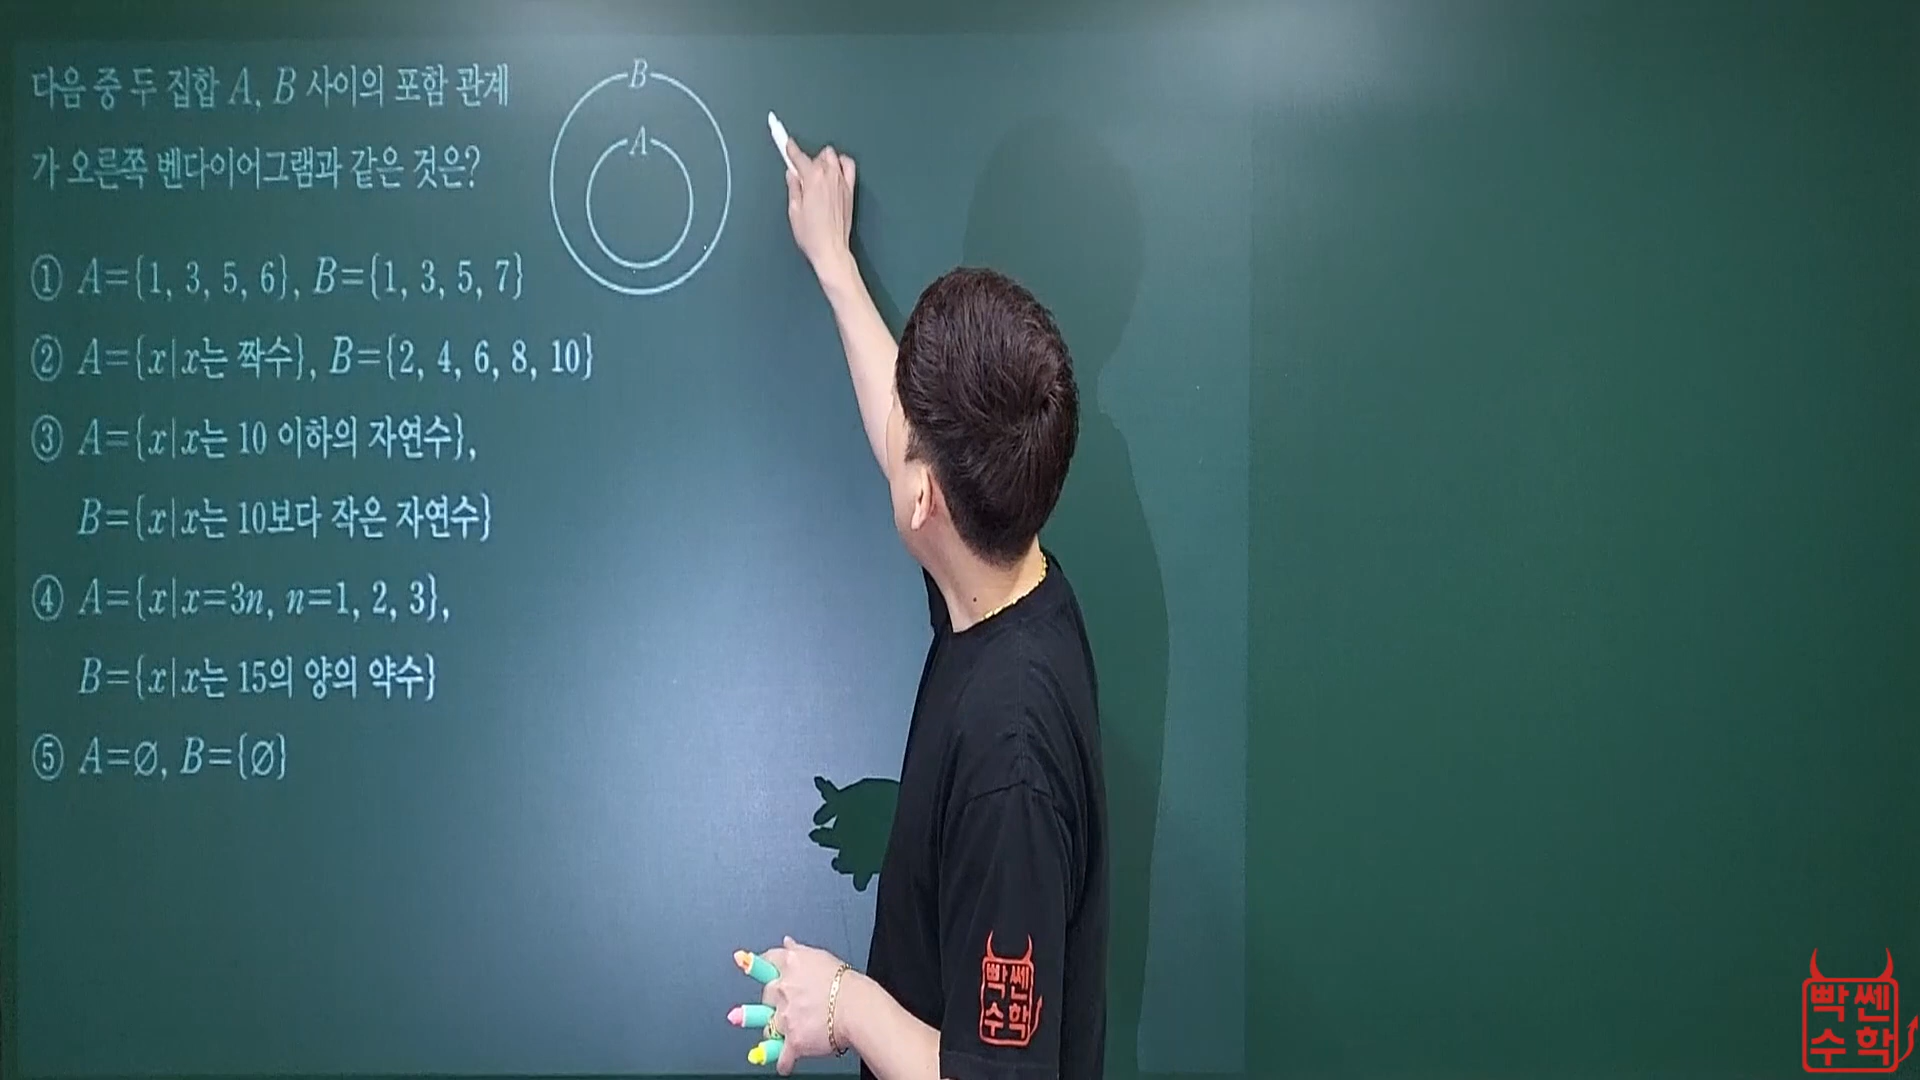 다음 중 두 집합 A, B 사이의 포함 관계
가 오른쪽 벤다이어그램과 같은 것은?
B
A
① A={1, 3, 5, 6}, B={1, 3, 5, 7}
② A={x|x는 짝수}, B={2, 4, 6, 8, 10}
③ A={x|x는 10 이하의 자연수},
B={x|x는 10보다 작은 자연수}
④ A={x|x=3n, n=1, 2, 3},
B={x|x는 15의 양의 약수}
⑤ A=∅, B={∅}
빡쎈
수학
빡쎈
수학